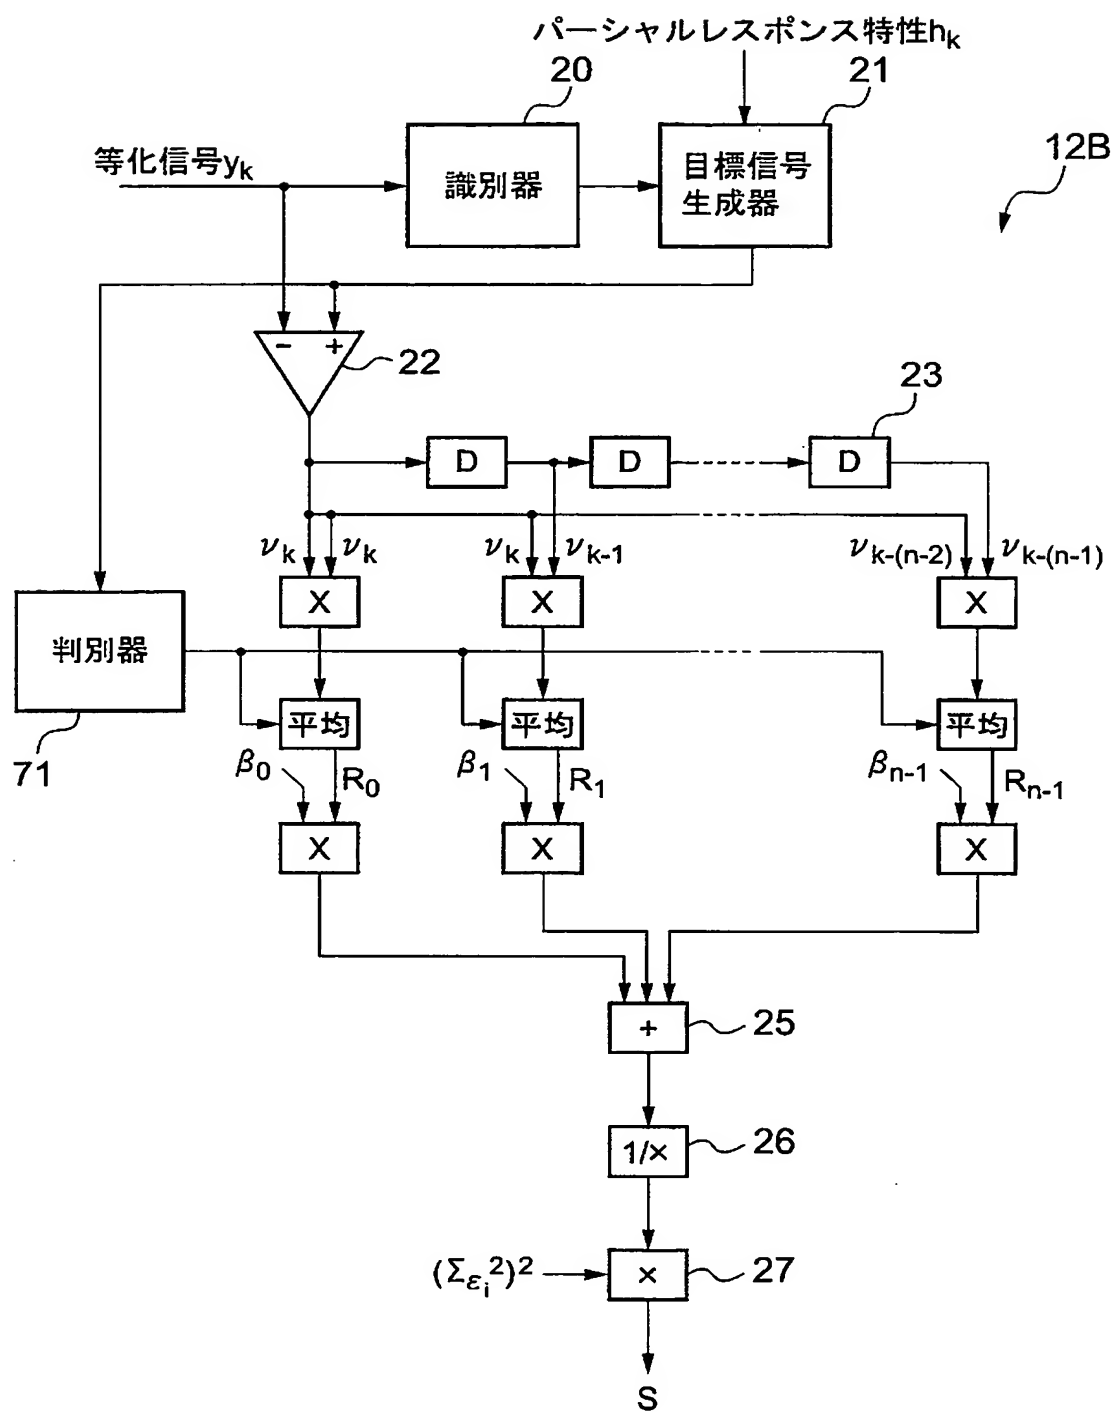 パーシャルレスポンス特性hk
20
21
12B
等化信号yk
識別器
目標信号
生成器
- +
22
23
D
D
D
νk
νk
νk
νk-1
νk-(n-2)
νk-(n-1)
X
X
X
判別器
71
平均
平均
平均
β0
R0
β1
R1
βn-1
Rn-1
X
X
X
+
25
1/×
26
(Σεi²)²
×
27
S